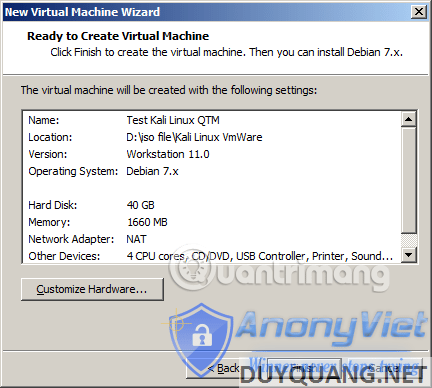 New Virtual Machine Wizard
Ready to Create Virtual Machine
Click Finish to create the virtual machine. Then you can install Debian 7.x.
The virtual machine will be created with the following settings:
Name: Test Kali Linux QTM
Location: D:\iso file\Kali Linux VmWare
Version: Workstation 11.0
Operating System: Debian 7.x
Hard Disk: 40 GB
Memory: 1660 MB
Network Adapter: NAT
Other Devices: 4 CPU cores, CD/DVD, USB Controller, Printer, Sound...
Quantrimang
Customize Hardware...
AnonyViet
< Back Finish Cancel
Winner never stops trying
DUYQUANG.NET